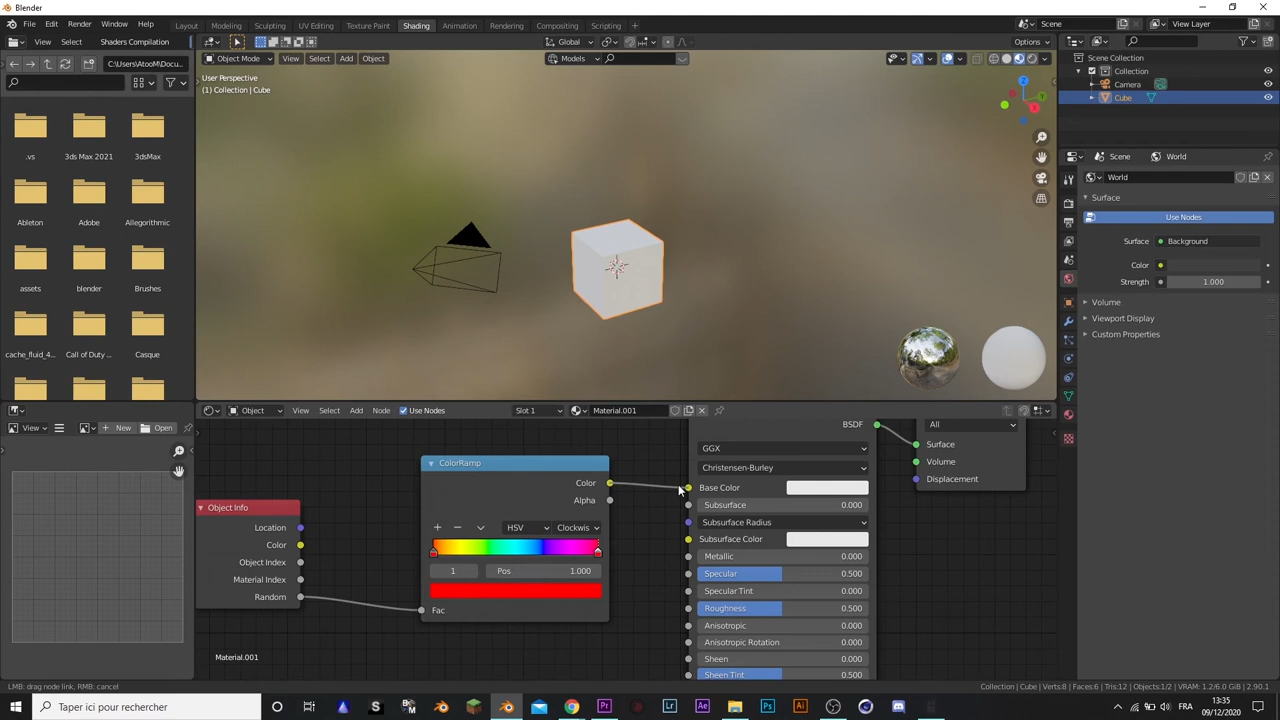 Blender
File Edit Render Window Help Layout Modeling Sculpting UV Editing Texture Paint Shading Animation Rendering Compositing Scripting + Scene View Layer
View Select Shaders Compilation Global Options
C:\Users\AtooM\Docu... Object Mode View Select Add Object Models
User Perspective
(1) Collection | Cube
Scene Collection
Collection
Camera
Cube
.vs 3ds Max 2021 3dsMax
Ableton Adobe Allegorithmic
assets blender Brushes
cache_fluid_4... Call of Duty ... Casque
Z
Y
X
Scene World
World
Surface
Use Nodes
Surface Background
Color
Strength 1.000
Volume
Viewport Display
Custom Properties
View New Open
Object View Select Add Node Use Nodes Slot 1 Material.001
Object Info
Location
Color
Object Index
Material Index
Random
ColorRamp
Color
Alpha
+ − HSV Clockwis
1 Pos 1.000
Fac
BSDF
GGX
Christensen-Burley
Base Color
Subsurface 0.000
Subsurface Radius
Subsurface Color
Metallic 0.000
Specular 0.500
Specular Tint 0.000
Roughness 0.500
Anisotropic 0.000
Anisotropic Rotation 0.000
Sheen 0.000
Sheen Tint 0.500
All
Surface
Volume
Displacement
Material.001
LMB: drag node link, RMB: cancel
Collection | Cube | Verts:8 | Faces:6 | Tris:12 | Objects:1/2 | VRAM: 1.2/6.0 GiB | 2.90.1
Taper ici pour rechercher
Pr Lr Ae Ps Ai
FR
13:35
09/12/2020